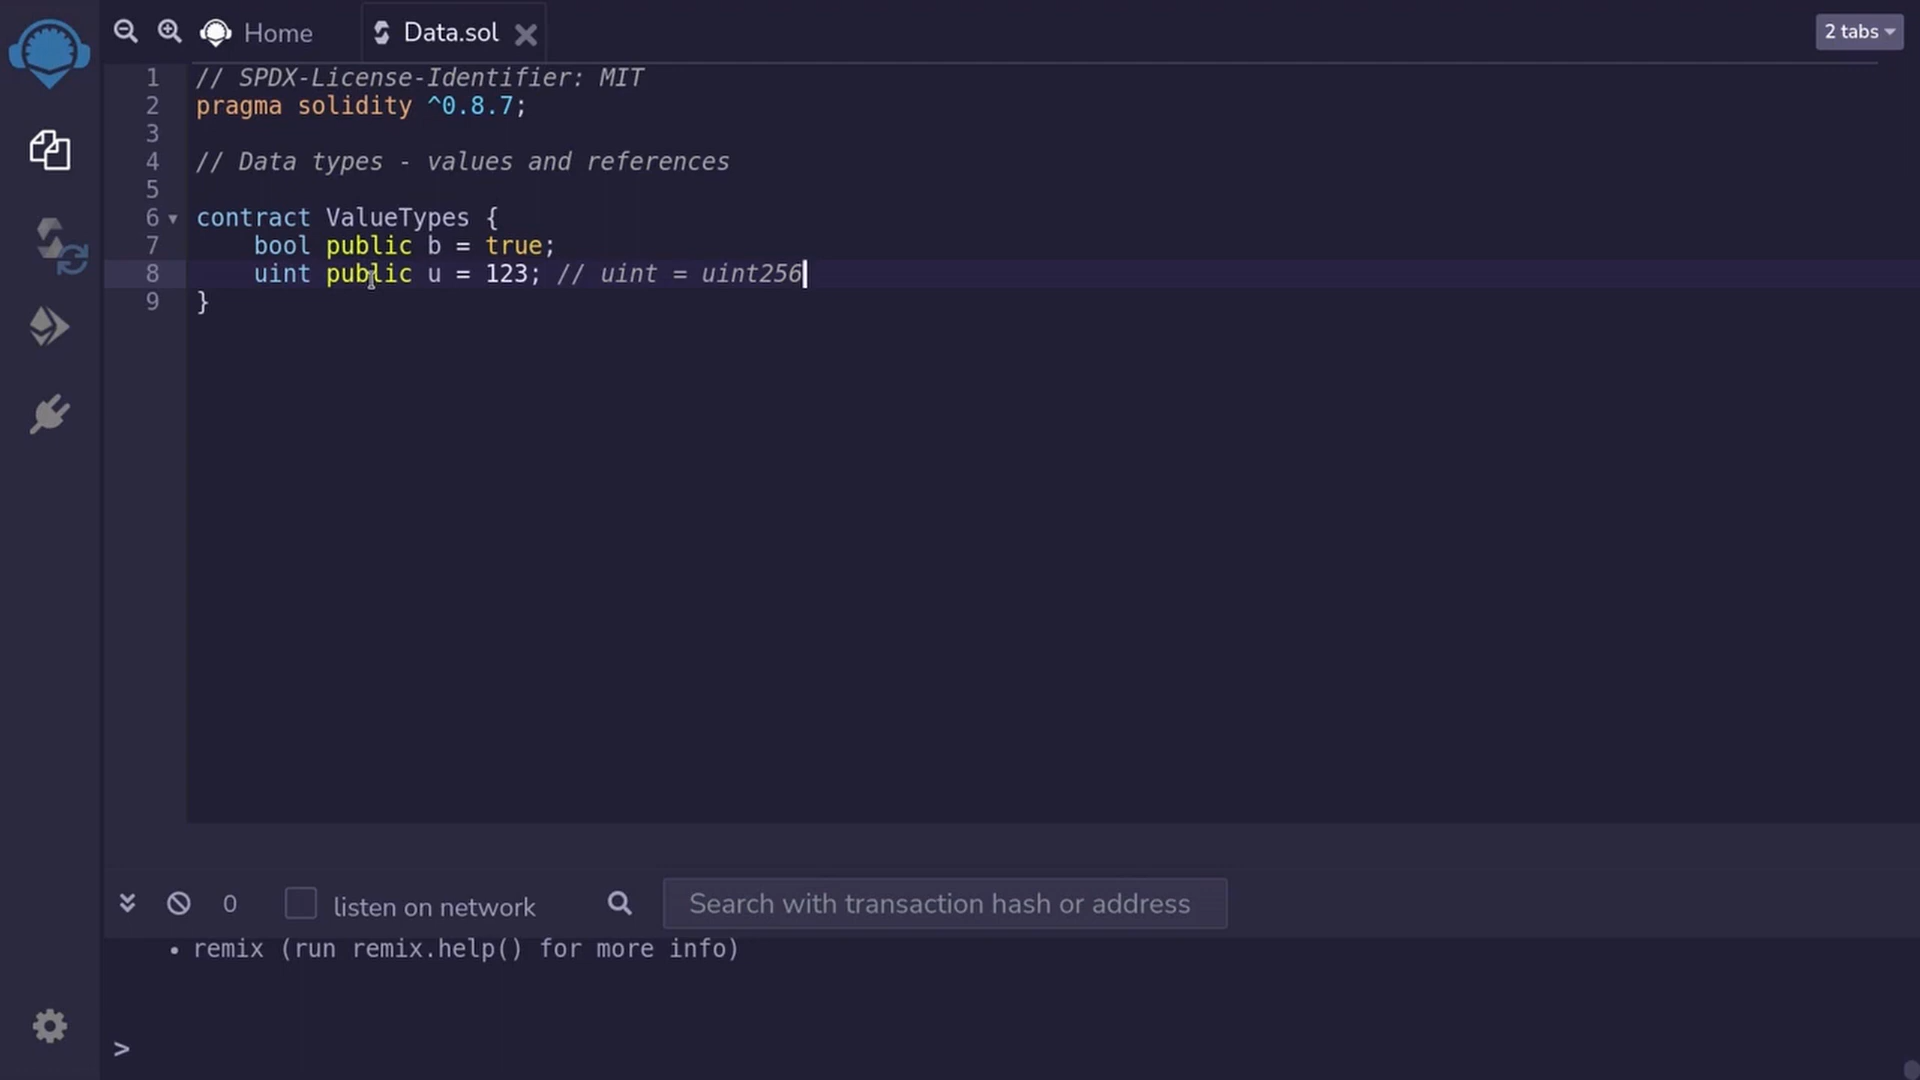 Home
Data.sol
2 tabs
1 // SPDX-License-Identifier: MIT
2 pragma solidity ^0.8.7;
3
4 // Data types - values and references
5
6 contract ValueTypes {
7     bool public b = true;
8     uint public u = 123; // uint = uint256
9 }
0 listen on network Search with transaction hash or address
• remix (run remix.help() for more info)
>